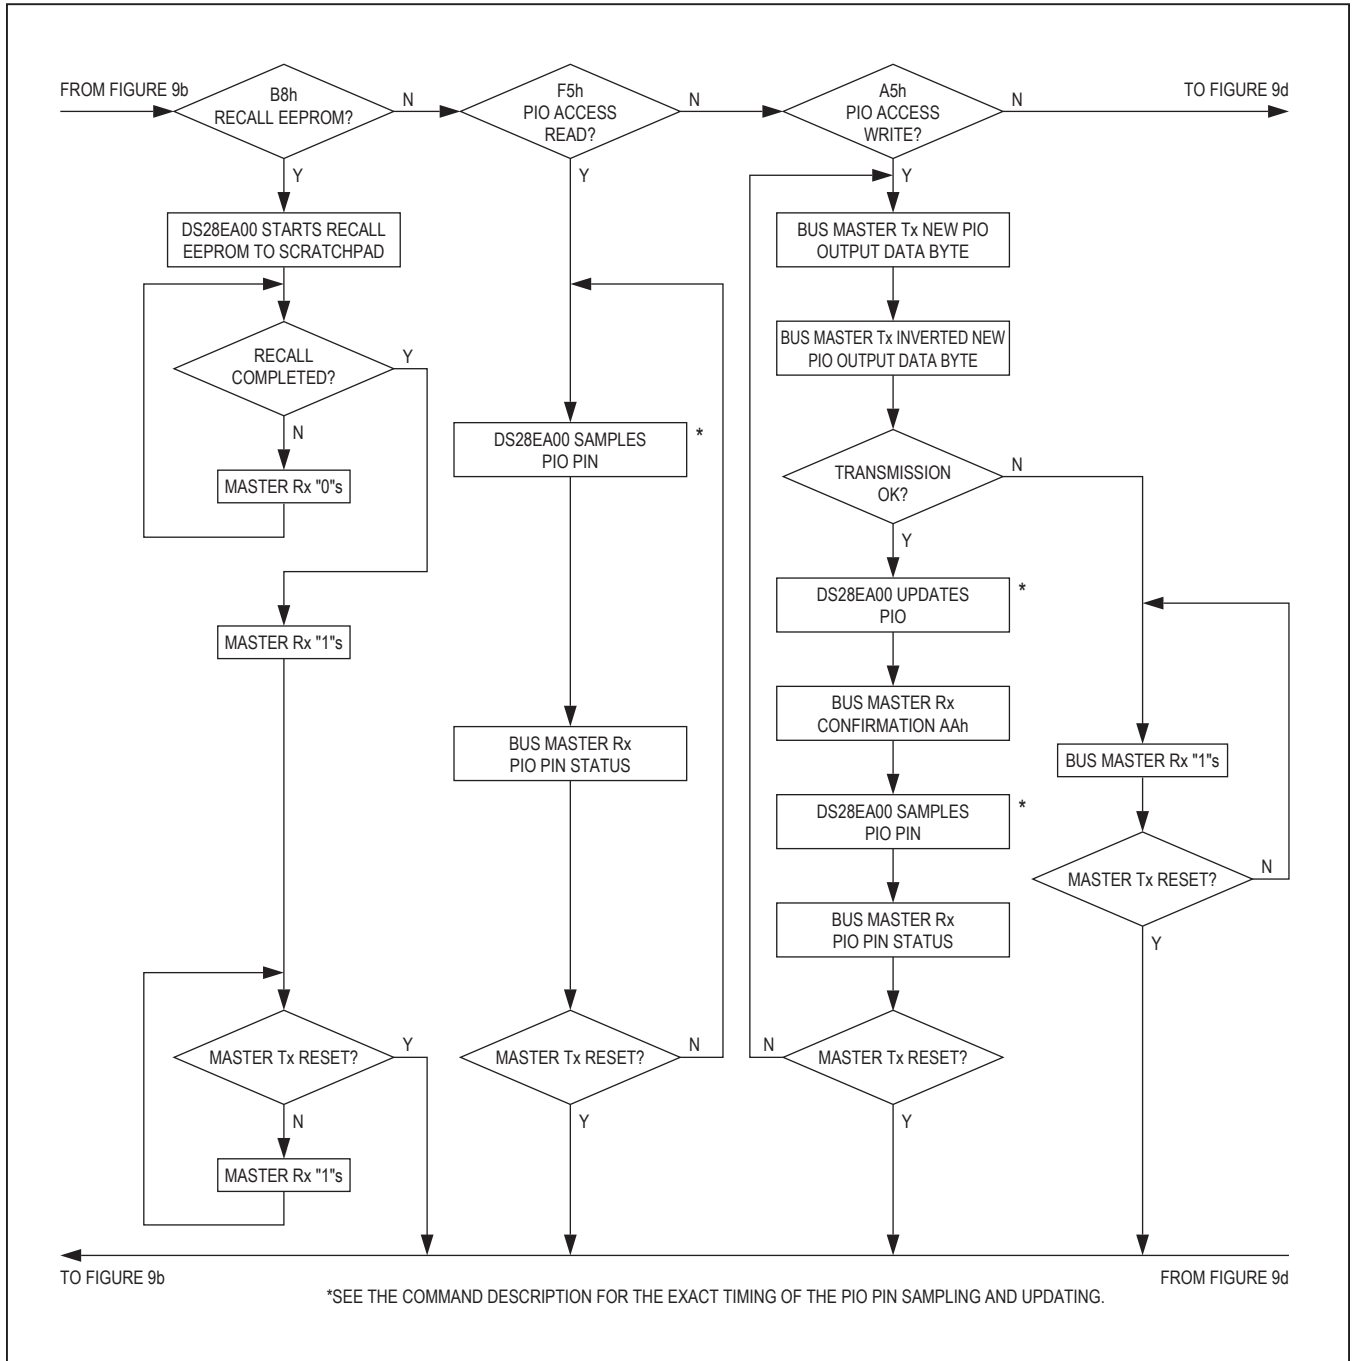 FROM FIGURE 9b
B8h
RECALL EEPROM?
N
F5h
PIO ACCESS
READ?
N
A5h
PIO ACCESS
WRITE?
N
TO FIGURE 9d
Y
DS28EA00 STARTS RECALL
EEPROM TO SCRATCHPAD
RECALL
COMPLETED?
Y
N
MASTER Rx "0"s
MASTER Rx "1"s
MASTER Tx RESET?
Y
N
MASTER Rx "1"s
Y
DS28EA00 SAMPLES
PIO PIN
*
BUS MASTER Rx
PIO PIN STATUS
MASTER Tx RESET?
N
Y
Y
BUS MASTER Tx NEW PIO
OUTPUT DATA BYTE
BUS MASTER Tx INVERTED NEW
PIO OUTPUT DATA BYTE
TRANSMISSION
OK?
N
Y
DS28EA00 UPDATES
PIO
*
BUS MASTER Rx
CONFIRMATION AAh
DS28EA00 SAMPLES
PIO PIN
*
BUS MASTER Rx
PIO PIN STATUS
N
MASTER Tx RESET?
Y
BUS MASTER Rx "1"s
MASTER Tx RESET?
N
Y
TO FIGURE 9b
FROM FIGURE 9d
*SEE THE COMMAND DESCRIPTION FOR THE EXACT TIMING OF THE PIO PIN SAMPLING AND UPDATING.